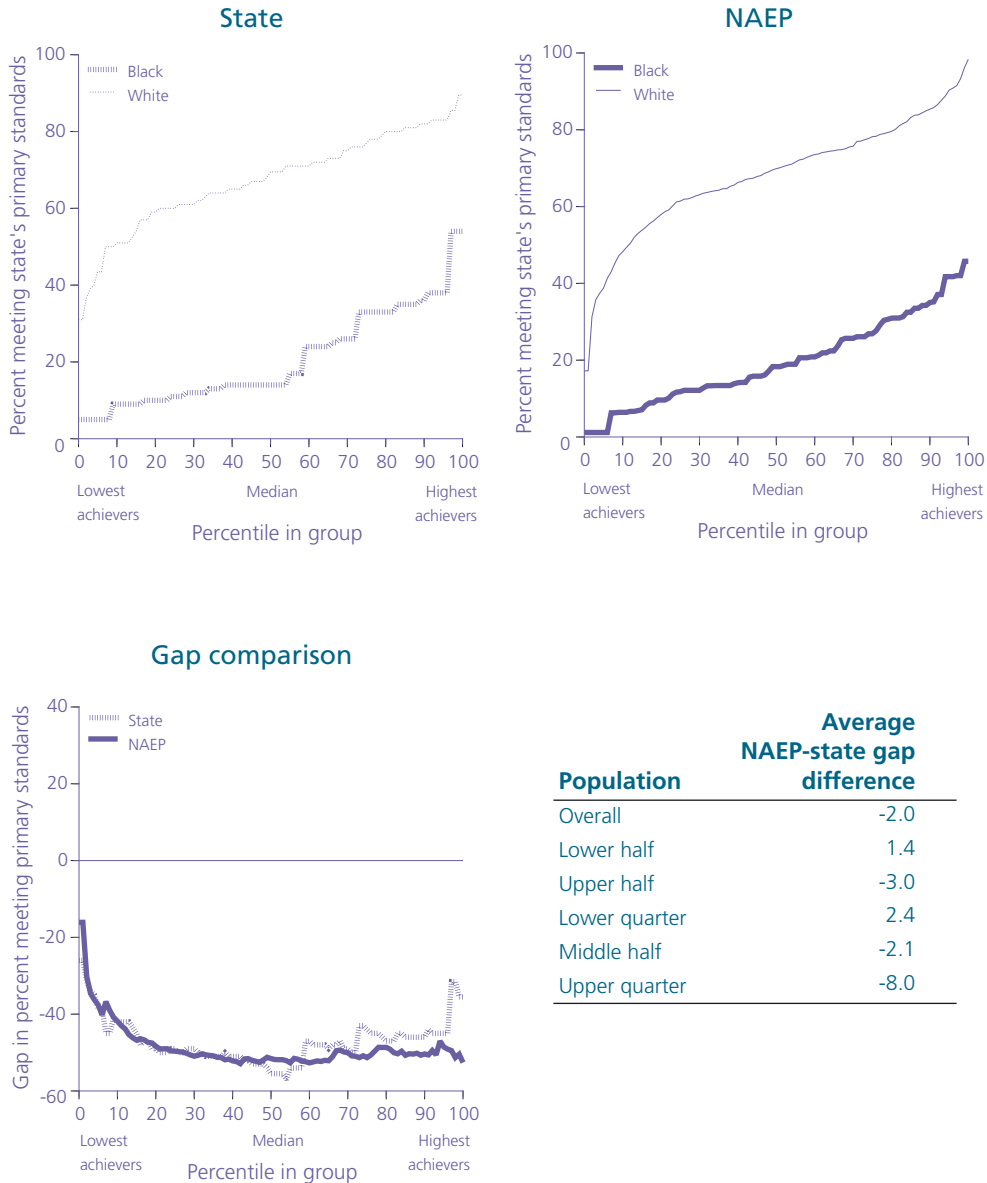 State
Percent meeting state's primary standards
100
80
60
40
20
0
Black
White
0 10 20 30 40 50 60 70 80 90 100
Lowest achievers
Median
Highest achievers
Percentile in group
NAEP
Percent meeting state's primary standards
100
80
60
40
20
0
Black
White
0 10 20 30 40 50 60 70 80 90 100
Lowest achievers
Median
Highest achievers
Percentile in group
Gap comparison
Gap in percent meeting primary standards
40
20
0
-20
-40
-60
State
NAEP
0 10 20 30 40 50 60 70 80 90 100
Lowest achievers
Median
Highest achievers
Percentile in group
Population Average NAEP-state gap difference
Overall -2.0
Lower half 1.4
Upper half -3.0
Lower quarter 2.4
Middle half -2.1
Upper quarter -8.0